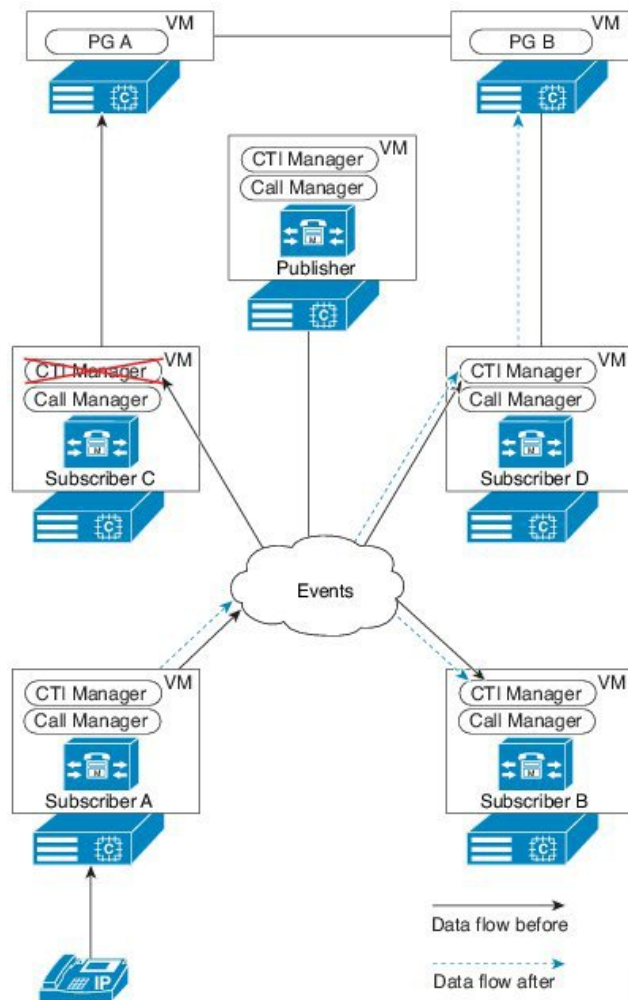 VM
PG A
C
VM
PG B
C
VM
CTI Manager
Call Manager
M
Publisher
C
VM
CTI Manager
Call Manager
M
Subscriber C
C
VM
CTI Manager
Call Manager
M
Subscriber D
C
Events
VM
CTI Manager
Call Manager
M
Subscriber A
C
VM
CTI Manager
Call Manager
M
Subscriber B
C
Data flow before
IP
Data flow after